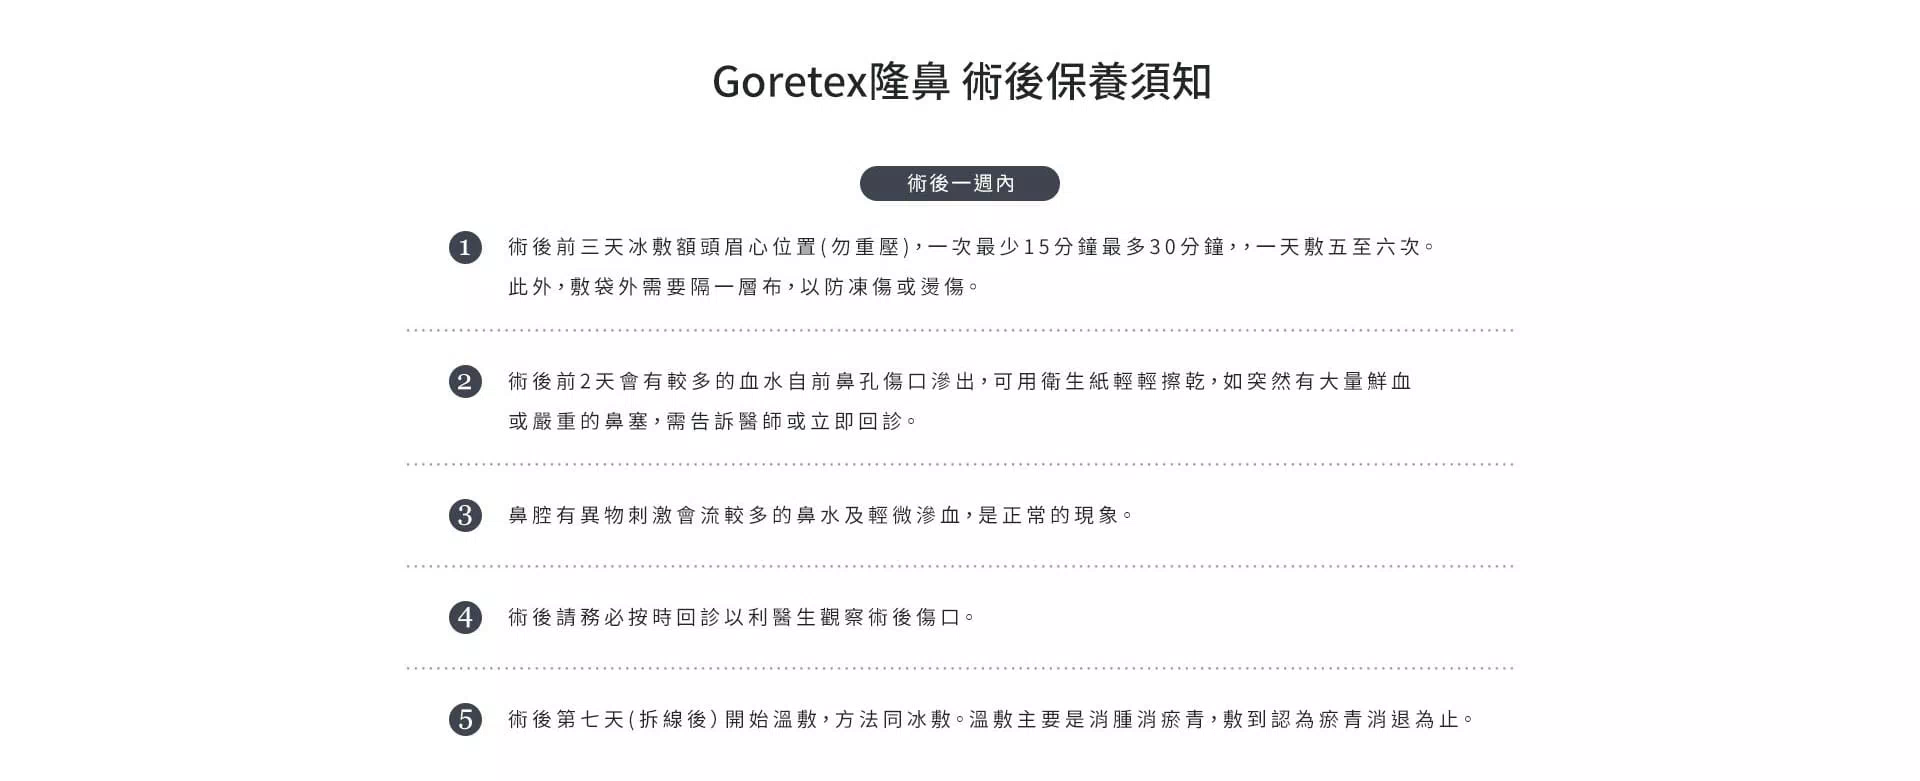 Goretex隆鼻 術後保養須知
術後一週內
1 術後前三天冰敷額頭眉心位置(勿重壓)，一次最少15分鐘最多30分鐘，，一天敷五至六次。
此外，敷袋外需要隔一層布，以防凍傷或燙傷。
2 術後前2天會有較多的血水自前鼻孔傷口滲出，可用衛生紙輕輕擦乾，如突然有大量鮮血
或嚴重的鼻塞，需告訴醫師或立即回診。
3 鼻腔有異物刺激會流較多的鼻水及輕微滲血，是正常的現象。
4 術後請務必按時回診以利醫生觀察術後傷口。
5 術後第七天(拆線後）開始溫敷，方法同冰敷。溫敷主要是消腫消瘀青，敷到認為瘀青消退為止。